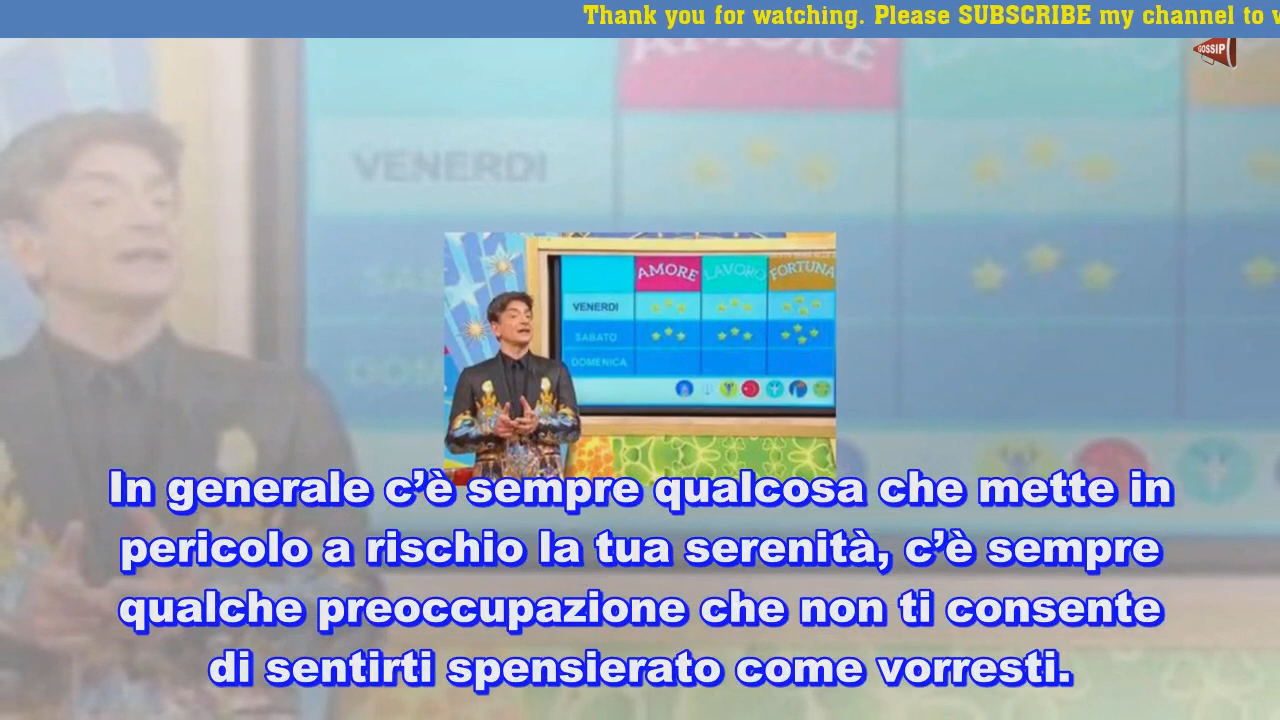 Thank you for watching. Please SUBSCRIBE my channel to
GOSSIP
AMORE
VENERDI
AMORE LAVORO FORTUNA
VENERDI
SABATO
DOMENICA
In generale c’è sempre qualcosa che mette in
pericolo a rischio la tua serenità, c’è sempre
qualche preoccupazione che non ti consente
di sentirti spensierato come vorresti.